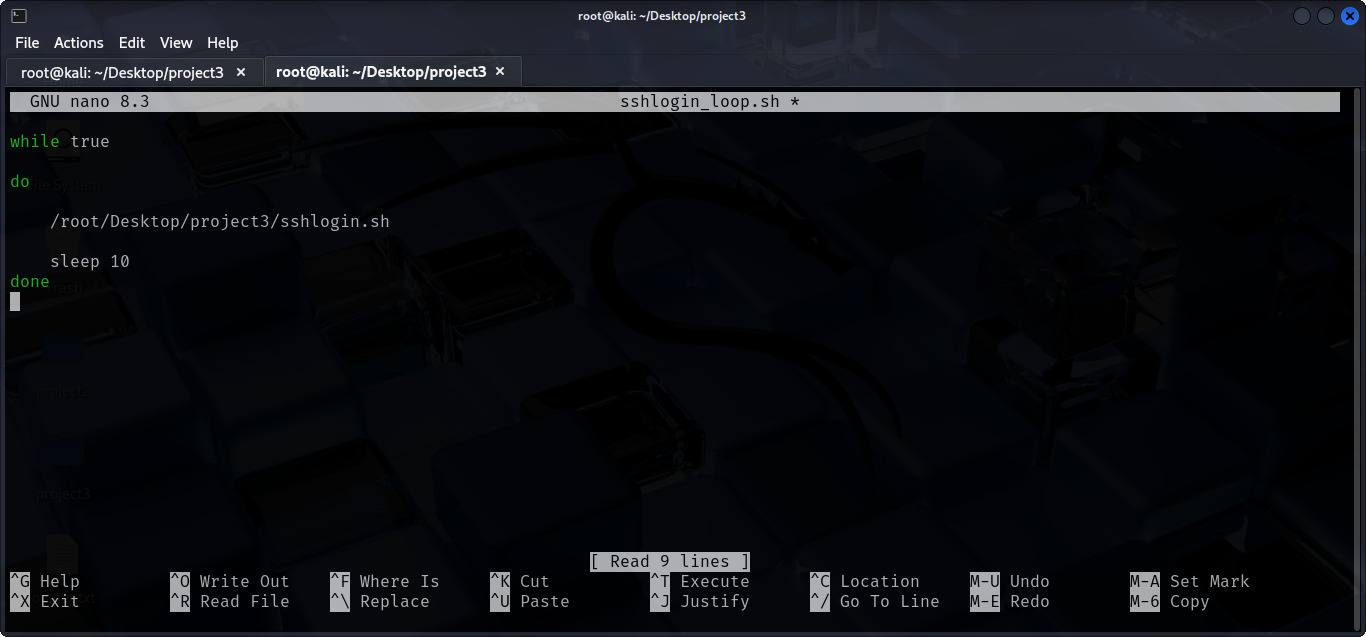 root@kali: ~/Desktop/project3
File Actions Edit View Help
root@kali: ~/Desktop/project3 × root@kali: ~/Desktop/project3 ×
GNU nano 8.3 sshlogin_loop.sh *
while true
do
/root/Desktop/project3/sshlogin.sh
sleep 10
done
project3
[ Read 9 lines ]
^G Help ^O Write Out ^F Where Is ^K Cut ^T Execute ^C Location M-U Undo M-A Set Mark
^X Exit ^R Read File ^\ Replace ^U Paste ^J Justify ^/ Go To Line M-E Redo M-6 Copy